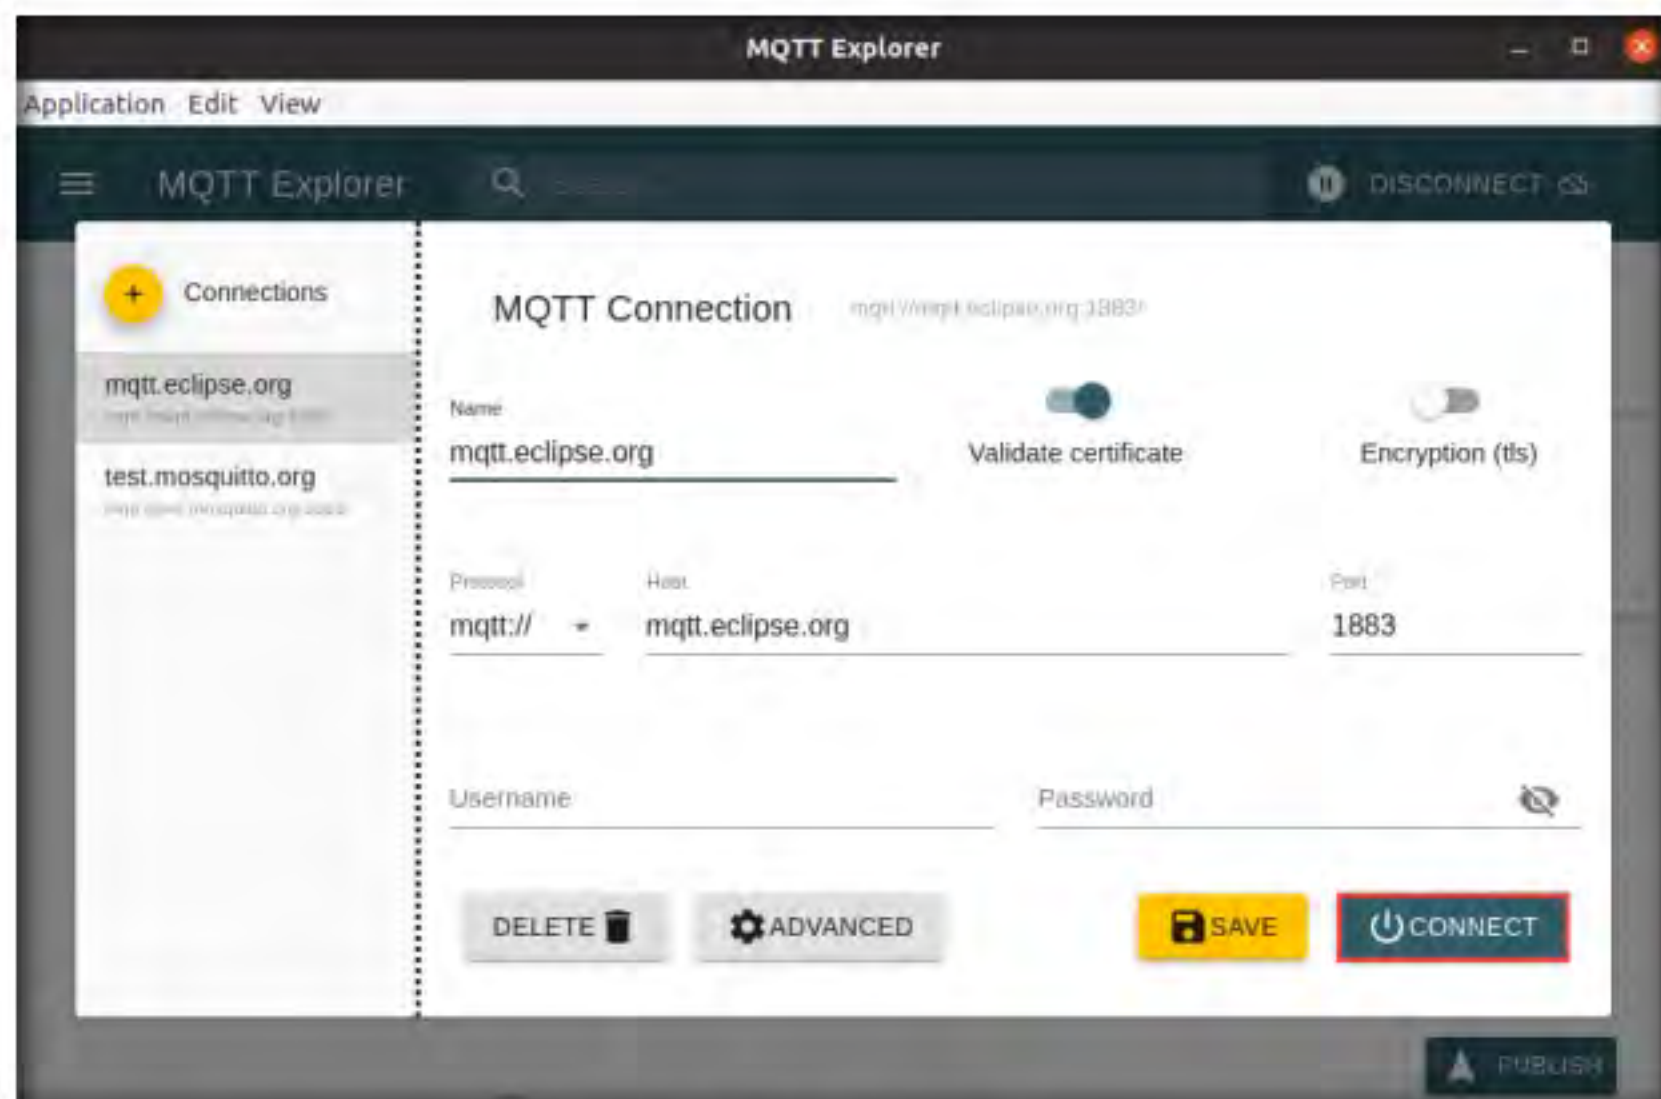 MQTT Explorer
Application Edit View
MQTT Explorer
DISCONNECT
Connections
mqtt.eclipse.org
test.mosquitto.org
MQTT Connection
Name
mqtt.eclipse.org
Validate certificate
Encryption (tls)
Protocol Host Port
mqtt:// mqtt.eclipse.org 1883
Username Password
DELETE ADVANCED SAVE CONNECT
PUBLISH